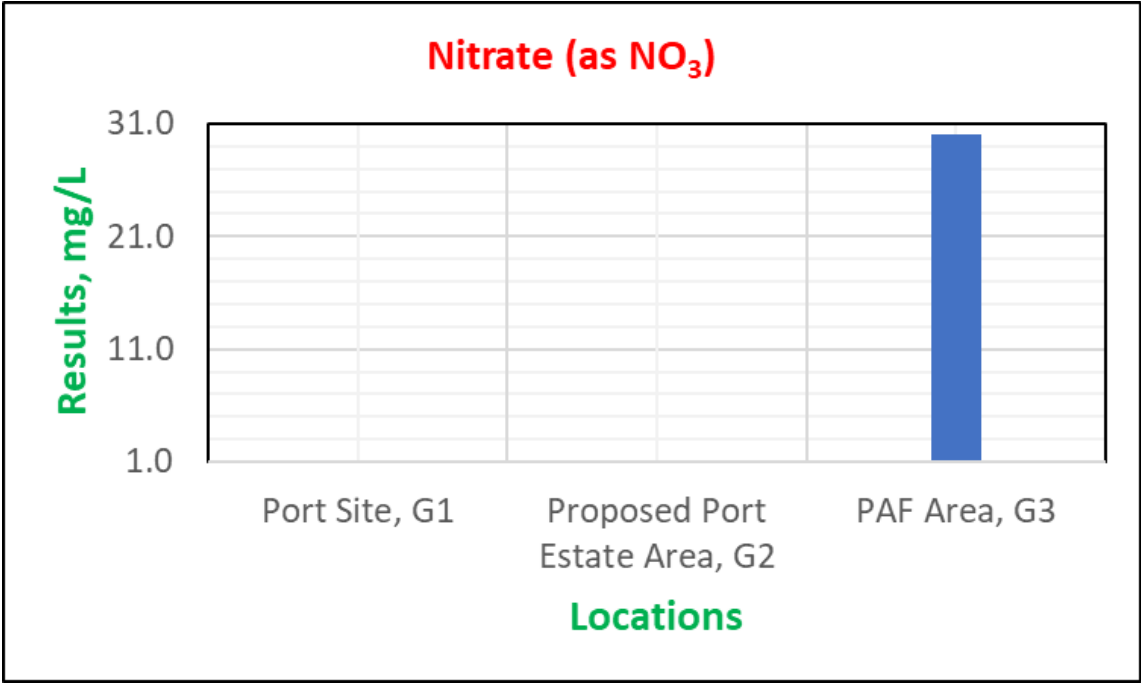 Nitrate (as NO₃)
31.0
21.0
11.0
1.0
Results, mg/L
Port Site, G1
Proposed Port
Estate Area, G2
PAF Area, G3
Locations